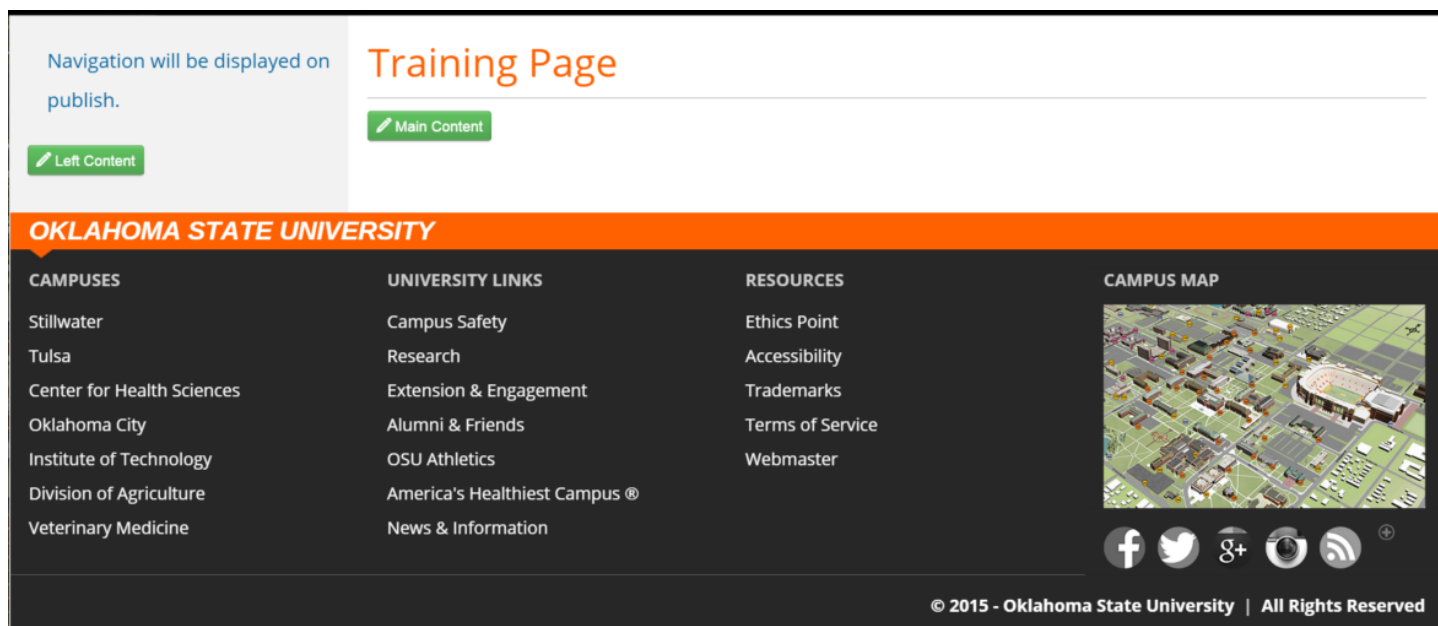 Navigation will be displayed on
publish.
Left Content
Training Page
Main Content
OKLAHOMA STATE UNIVERSITY
CAMPUSES
Stillwater
Tulsa
Center for Health Sciences
Oklahoma City
Institute of Technology
Division of Agriculture
Veterinary Medicine
UNIVERSITY LINKS
Campus Safety
Research
Extension & Engagement
Alumni & Friends
OSU Athletics
America's Healthiest Campus ®
News & Information
RESOURCES
Ethics Point
Accessibility
Trademarks
Terms of Service
Webmaster
CAMPUS MAP
g+
© 2015 - Oklahoma State University | All Rights Reserved